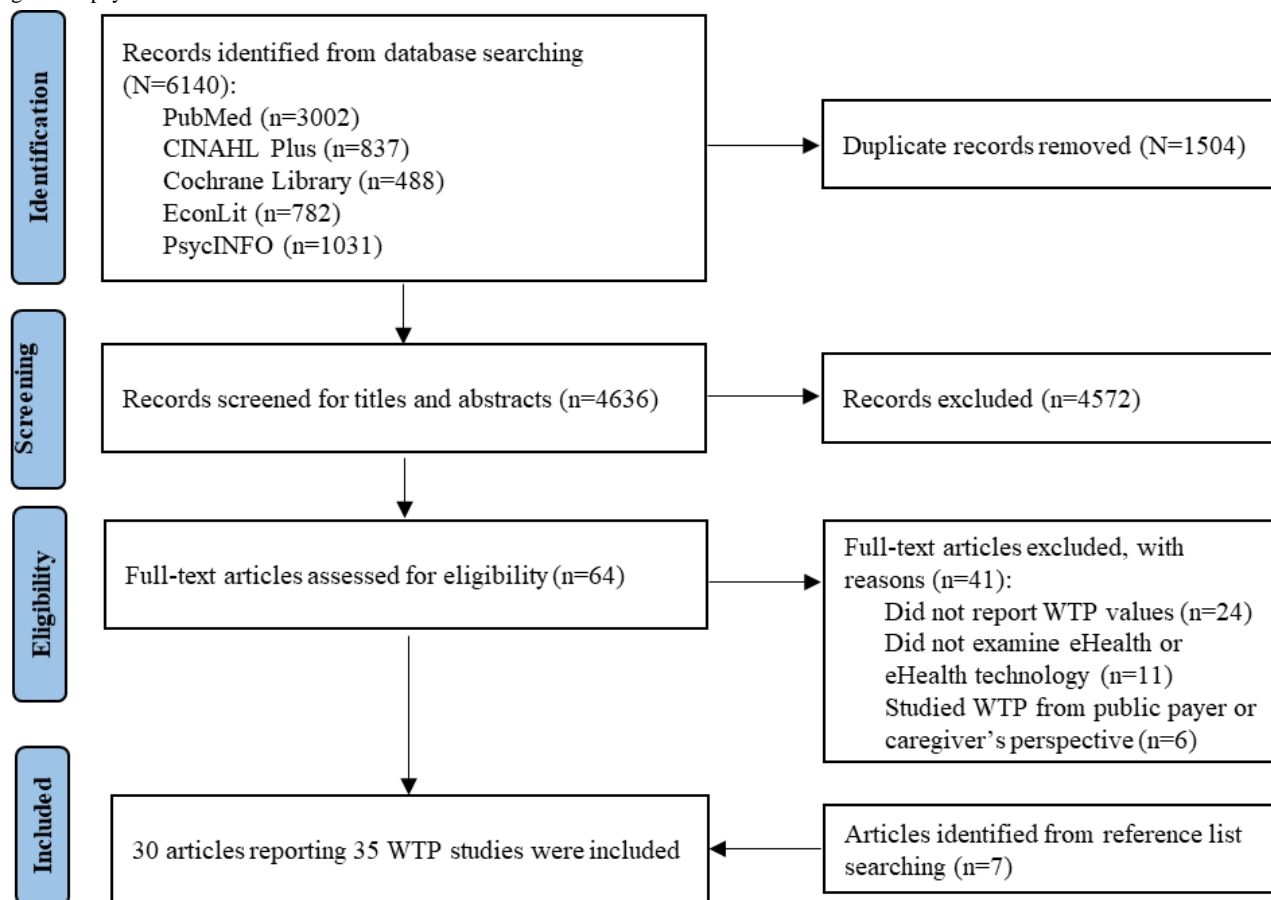 Identification
Records identified from database searching
(N=6140):
PubMed (n=3002)
CINAHL Plus (n=837)
Cochrane Library (n=488)
EconLit (n=782)
PsycINFO (n=1031)
Duplicate records removed (N=1504)
Screening
Records screened for titles and abstracts (n=4636)
Records excluded (n=4572)
Eligibility
Full-text articles assessed for eligibility (n=64)
Full-text articles excluded, with
reasons (n=41):
Did not report WTP values (n=24)
Did not examine eHealth or
eHealth technology (n=11)
Studied WTP from public payer or
caregiver's perspective (n=6)
Included
30 articles reporting 35 WTP studies were included
Articles identified from reference list
searching (n=7)